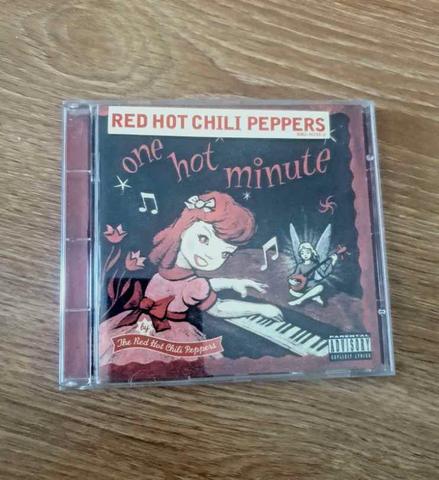 RED HOT CHILI PEPPERS
one hot minute
by
The Red Hot Chili Peppers
PARENTAL
ADVISORY
EXPLICIT LYRICS